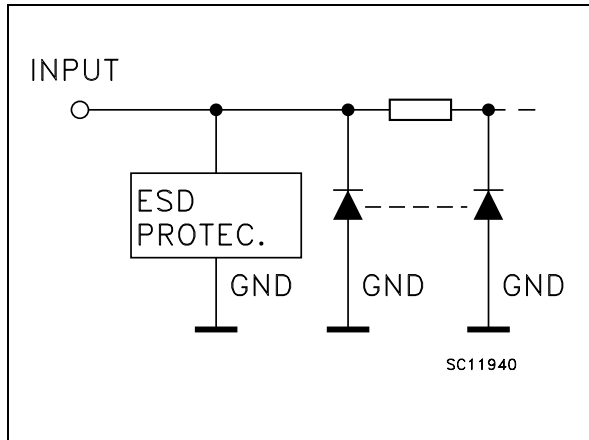 INPUT
ESD
PROTEC.
GND
GND
GND
SC11940